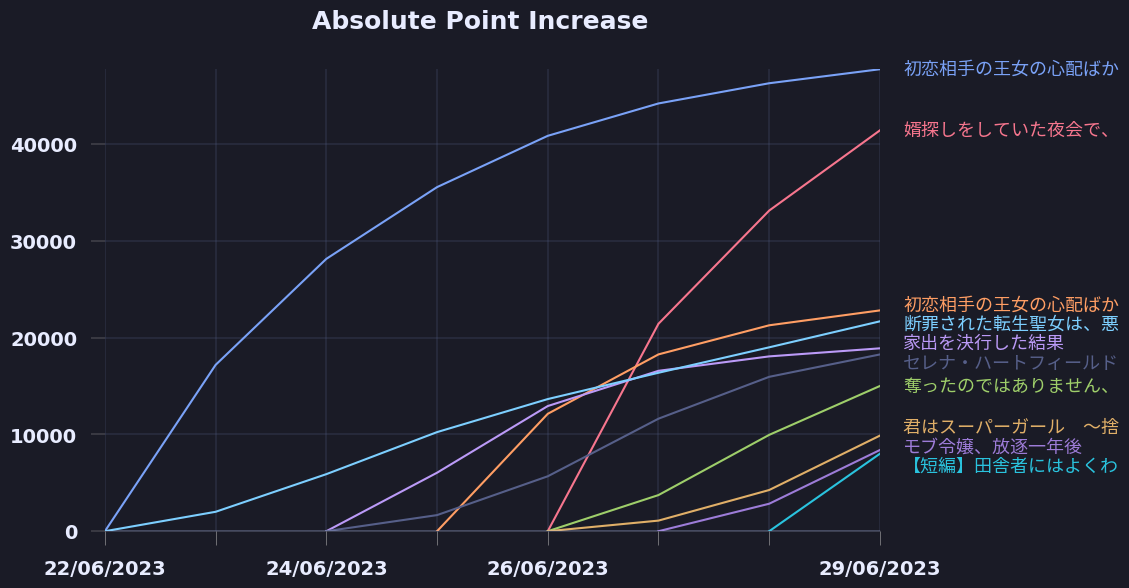 Absolute Point Increase
初恋相手の王女の心配ばか
婿探しをしていた夜会で、
40000
30000
初恋相手の王女の心配ばか
断罪された転生聖女は、悪
20000
家出を決行した結果
セレナ・ハートフィールド
奪ったのではありません、
10000
君はスーパーガール　～捨
モブ令嬢、放逐一年後
【短編】田舎者にはよくわ
0
22/06/2023 24/06/2023 26/06/2023 29/06/2023